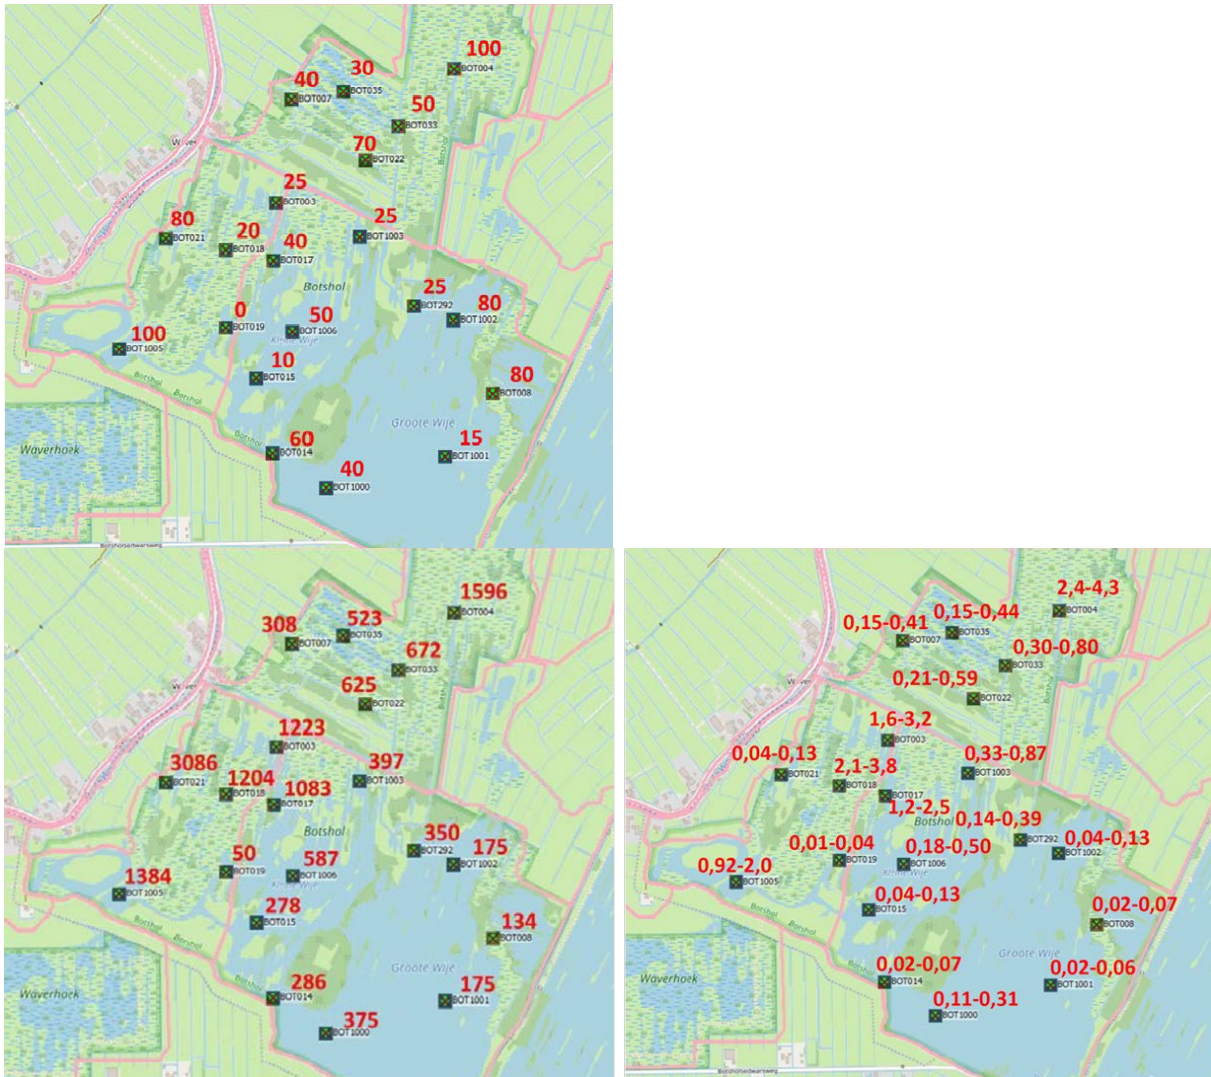 100
BOT004
30
BOT035
40
BOT007
50
BOT033
70
BOT022
Botshol
25
BOT003
25
BOT1003
80
BOT021
20
BOT018
40
BOT017
Botshol
25
BOT292
80
BOT1002
0
BOT019
50
BOT1006
100
BOT1005
10
BOT015
80
BOT008
Botshol
Botshol
Groote Wije
Waverhoek
60
BOT014
15
BOT1001
40
BOT1000
Botsholsedwarsweg
1596
BOT004
523
BOT035
308
BOT007
672
BOT033
625
BOT022
1223
BOT003
397
BOT1003
3086
BOT021
1204
BOT018
1083
BOT017
Botshol
350
BOT292
175
BOT1002
50
BOT019
587
BOT1006
1384
BOT1005
278
BOT015
134
BOT008
Botshol
Botshol
Groote Wije
Waverhoek
286
BOT014
175
BOT1001
375
BOT1000
2,4-4,3
BOT004
0,15-0,44
BOT035
0,15-0,41
BOT007
0,30-0,80
BOT033
0,21-0,59
BOT022
1,6-3,2
BOT003
0,33-0,87
BOT1003
0,04-0,13
BOT021
2,1-3,8
BOT018
BOT017
1,2-2,5
Botshol
0,14-0,39
BOT292
0,04-0,13
BOT1002
0,01-0,04
BOT019
0,18-0,50
BOT1006
0,92-2,0
BOT1005
0,04-0,13
BOT015
0,02-0,07
BOT008
Botshol
Botshol
Groote Wije
Waverhoek
0,02-0,07
BOT014
0,02-0,06
BOT1001
0,11-0,31
BOT1000
Botsholsedwarsweg